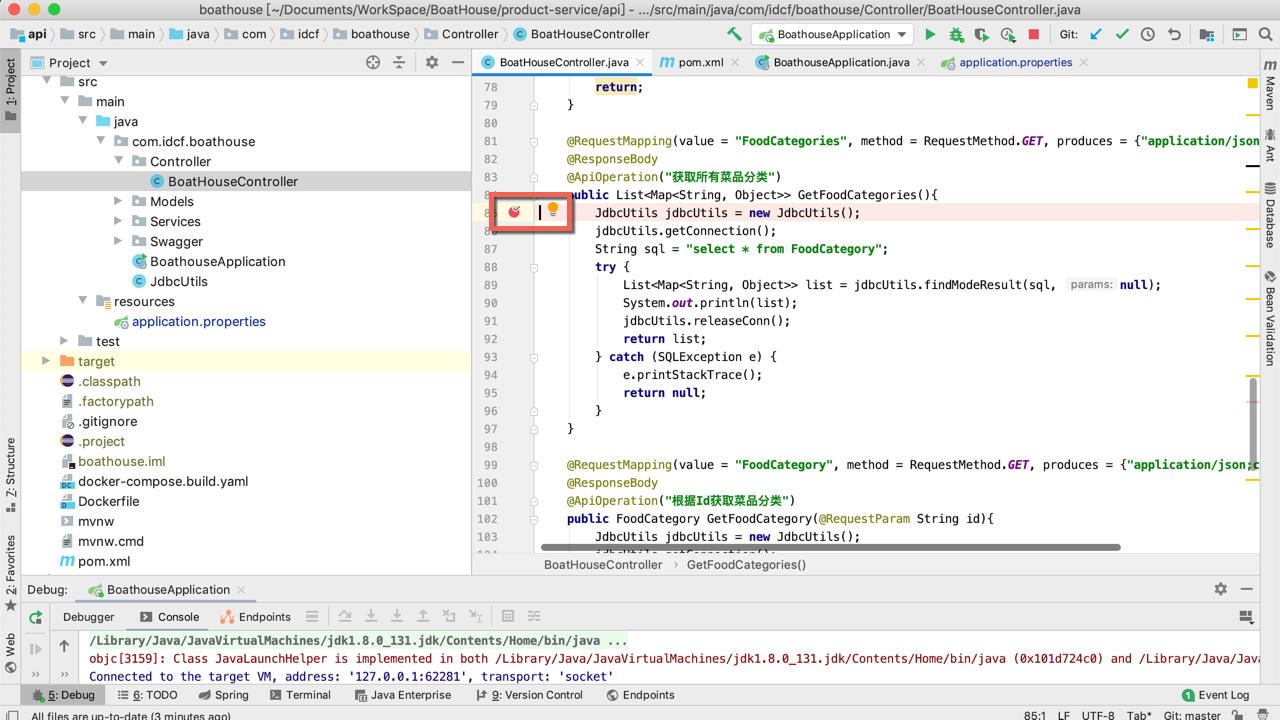 boathouse [~/Documents/WorkSpace/BoatHouse/product-service/api] - .../src/main/java/com/idcf/boathouse/Controller/BoatHouseController.java
api src main java com idcf boathouse Controller BoatHouseController BoathouseApplication Git:
Project
BoatHouseController.java pom.xml BoathouseApplication.java application.properties
1: Project
Z: Structure
2: Favorites
Web
Maven
Ant
Database
Bean Validation
src
main
java
com.idcf.boathouse
Controller
BoatHouseController
Models
Services
Swagger
BoathouseApplication
JdbcUtils
resources
application.properties
test
target
.classpath
.factorypath
.gitignore
.project
boathouse.iml
docker-compose.build.yaml
Dockerfile
mvnw
mvnw.cmd
pom.xml
78 return;
79 }
80
81 @RequestMapping(value = "FoodCategories", method = RequestMethod.GET, produces = {"application/json;
82 @ResponseBody
83 @ApiOperation("获取所有菜品分类")
public List<Map<String, Object>> GetFoodCategories(){
JdbcUtils jdbcUtils = new JdbcUtils();
jdbcUtils.getConnection();
87 String sql = "select * from FoodCategory";
88 try {
89 List<Map<String, Object>> list = jdbcUtils.findModeResult(sql, params: null);
90 System.out.println(list);
91 jdbcUtils.releaseConn();
92 return list;
93 } catch (SQLException e) {
94 e.printStackTrace();
95 return null;
96 }
97 }
98
99 @RequestMapping(value = "FoodCategory", method = RequestMethod.GET, produces = {"application/json;c
100 @ResponseBody
101 @ApiOperation("根据Id获取菜品分类")
102 public FoodCategory GetFoodCategory(@RequestParam String id){
103 JdbcUtils jdbcUtils = new JdbcUtils();
BoatHouseController › GetFoodCategories()
Debug: BoathouseApplication
Debugger Console Endpoints
/Library/Java/JavaVirtualMachines/jdk1.8.0_131.jdk/Contents/Home/bin/java ...
objc[3159]: Class JavaLaunchHelper is implemented in both /Library/Java/JavaVirtualMachines/jdk1.8.0_131.jdk/Contents/Home/bin/java (0x101d724c0) and /Library/Java/Java
Connected to the target VM, address: '127.0.0.1:62281', transport: 'socket'
5: Debug 6: TODO Spring Terminal Java Enterprise 9: Version Control Endpoints 1 Event Log
All files are up-to-date (3 minutes ago) 85:1 LF UTF-8 Tab* Git: master